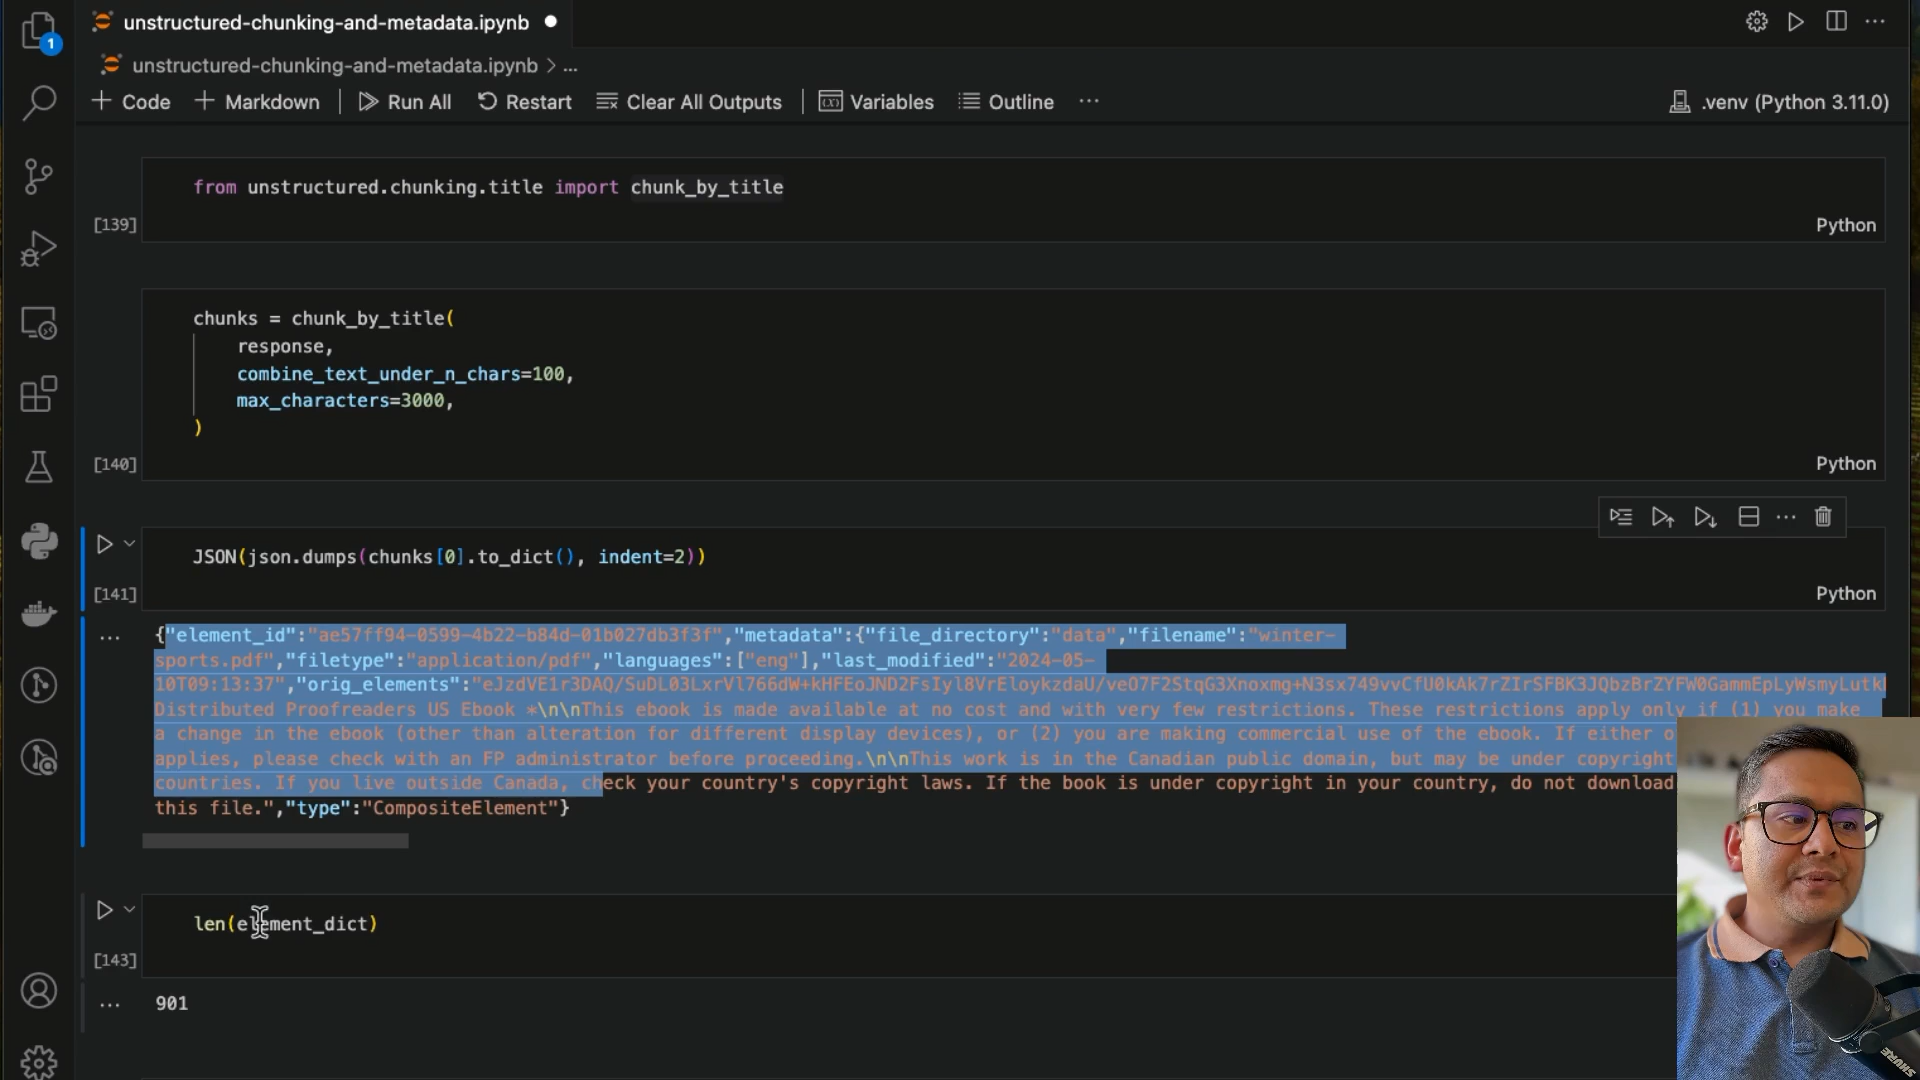 unstructured-chunking-and-metadata.ipynb
1
unstructured-chunking-and-metadata.ipynb > ...
+ Code + Markdown Run All Restart Clear All Outputs Variables Outline ... .venv (Python 3.11.0)
from unstructured.chunking.title import chunk_by_title
[139] Python
chunks = chunk_by_title(
response,
combine_text_under_n_chars=100,
max_characters=3000,
)
[140] Python
JSON(json.dumps(chunks[0].to_dict(), indent=2))
[141] Python
... {"element_id":"ae57ff94-0599-4b22-b84d-01b027db3f3f","metadata":{"file_directory":"data","filename":"winter-
sports.pdf","filetype":"application/pdf","languages":["eng"],"last_modified":"2024-05-
10T09:13:37","orig_elements":"eJzdVE1r3DAQ/SuDL03LxrVl766dW+kHFEoJND2FsIyl8VrEloykzdaU/veO7F2StqG3Xnoxmg+N3sx749vvCfU0kAk7rZIrSFBK3JQbzBrZYFW0GammEpLyWsmyLutk
Distributed Proofreaders US Ebook *\n\nThis ebook is made available at no cost and with very few restrictions. These restrictions apply only if (1) you make
a change in the ebook (other than alteration for different display devices), or (2) you are making commercial use of the ebook. If either o
applies, please check with an FP administrator before proceeding.\n\nThis work is in the Canadian public domain, but may be under copyright
countries. If you live outside Canada, check your country's copyright laws. If the book is under copyright in your country, do not download
this file.","type":"CompositeElement"}
len(element_dict)
[143]
... 901
SHURE